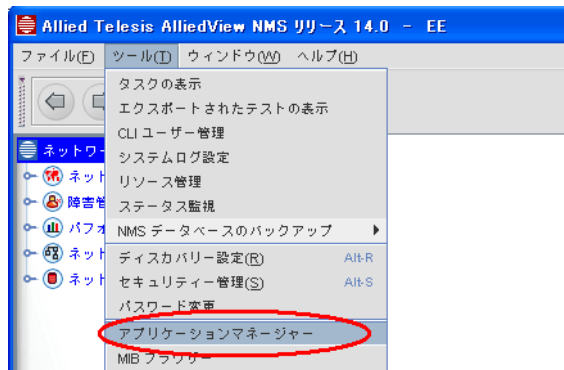 Allied Telesis AlliedView NMS リリース 14.0 - EE
ファイル(F) ツール(T) ウィンドウ(W) ヘルプ(H)
タスクの表示
エクスポートされたテストの表示
CLI ユーザー管理
ネットワー
システムログ設定
ネット
リソース管理
障害管
ステータス監視
パフォ
NMS データベースのバックアップ
ネット
ディスカバリー設定(R) Alt-R
ネット
セキュリティー管理(S) Alt-S
パスワード変更
アプリケーションマネージャー
MIB ブラウザー